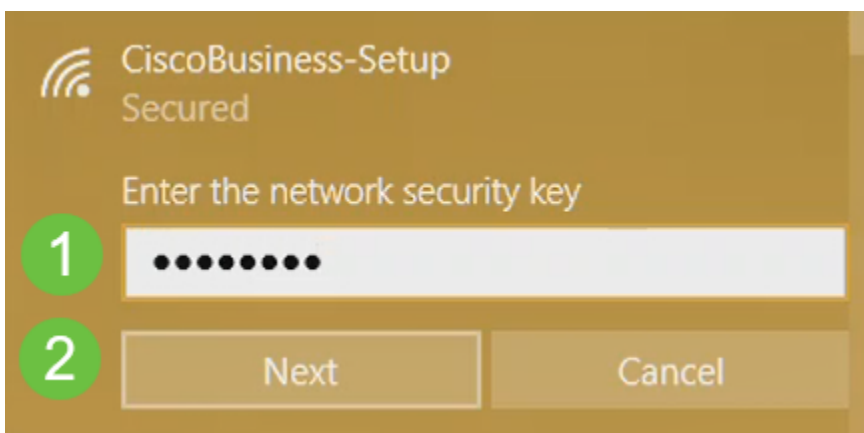 CiscoBusiness-Setup
Secured
Enter the network security key
1
••••••••
2
Next
Cancel